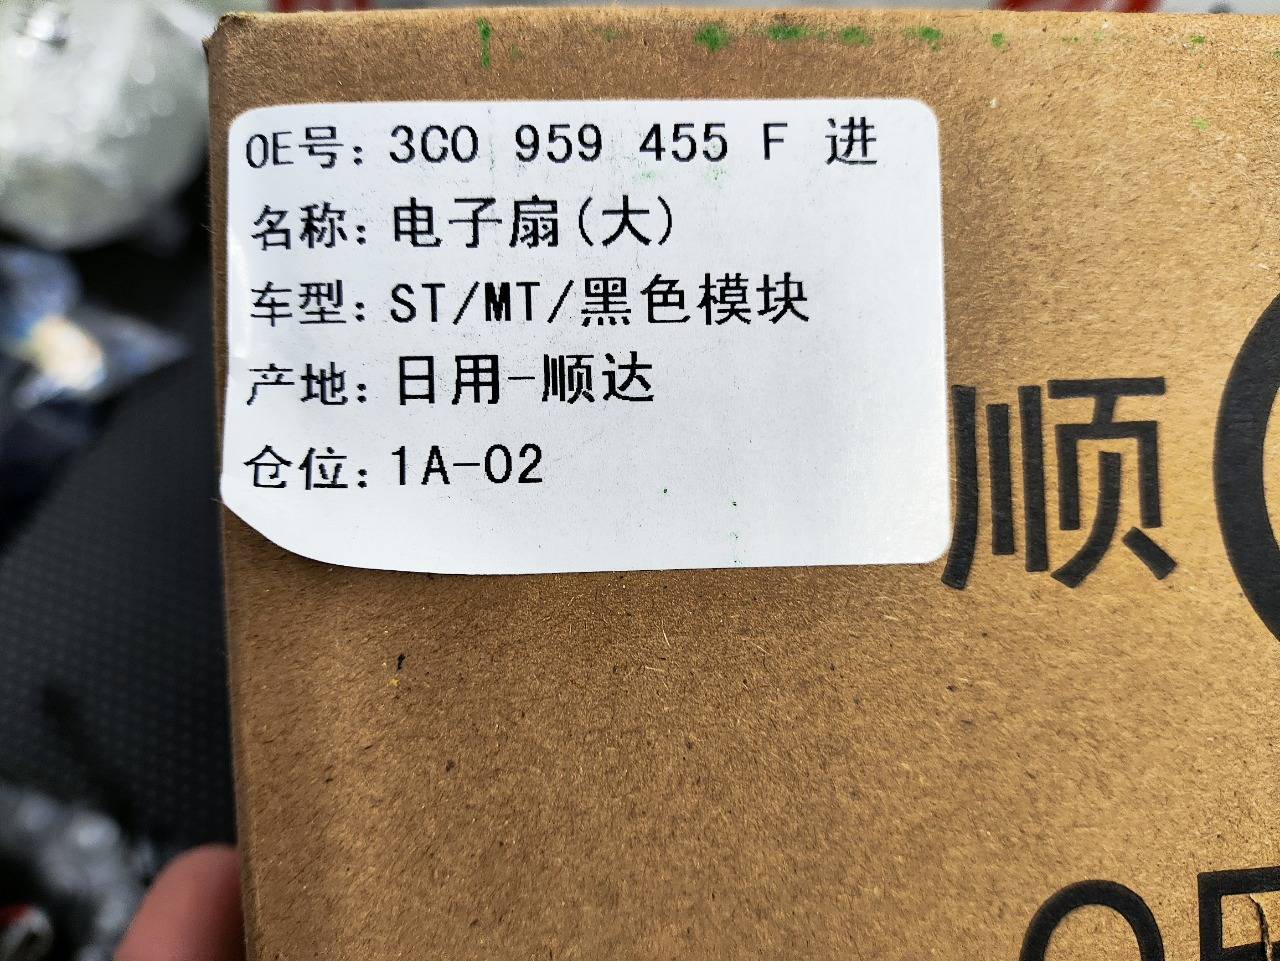 OE号: 3C0 959 455 F 进
名称: 电子扇(大)
车型: ST/MT/黑色模块
产地: 日用-顺达
仓位: 1A-02
顺
OE